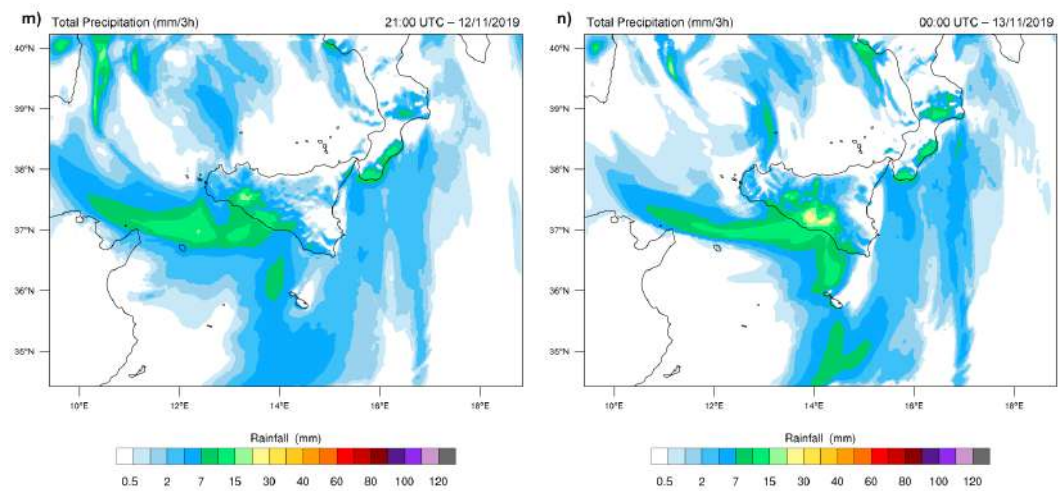 m) Total Precipitation (mm/3h) 21:00 UTC – 12/11/2019
40°N
39°N
38°N
37°N
36°N
35°N
10°E 12°E 14°E 16°E 18°E
Rainfall (mm)
0.5 2 7 15 30 40 60 80 100 120
n) Total Precipitation (mm/3h) 00:00 UTC – 13/11/2019
40°N
39°N
38°N
37°N
36°N
35°N
10°E 12°E 14°E 16°E 18°E
Rainfall (mm)
0.5 2 7 15 30 40 60 80 100 120